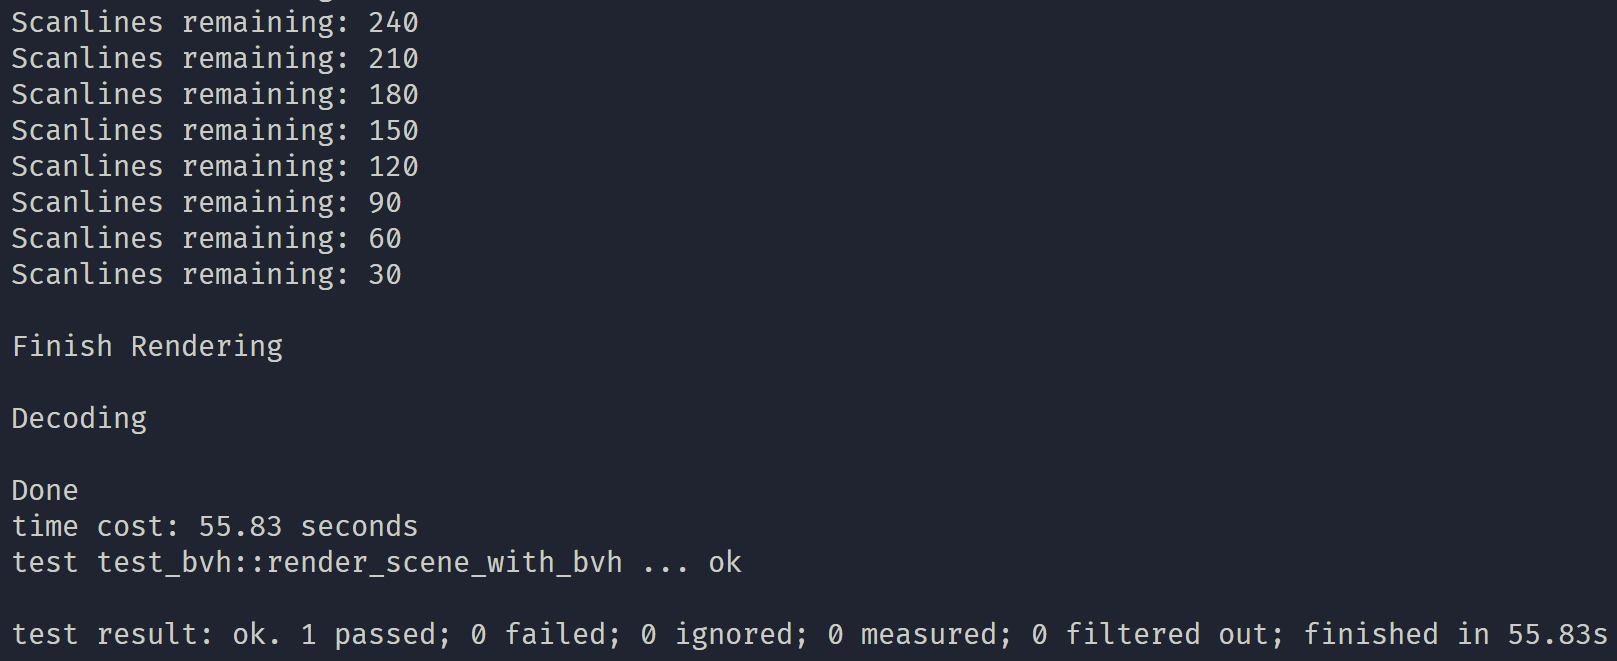 Scanlines remaining: 240
Scanlines remaining: 210
Scanlines remaining: 180
Scanlines remaining: 150
Scanlines remaining: 120
Scanlines remaining: 90
Scanlines remaining: 60
Scanlines remaining: 30
Finish Rendering
Decoding
Done
time cost: 55.83 seconds
test test_bvh::render_scene_with_bvh ... ok
test result: ok. 1 passed; 0 failed; 0 ignored; 0 measured; 0 filtered out; finished in 55.83s